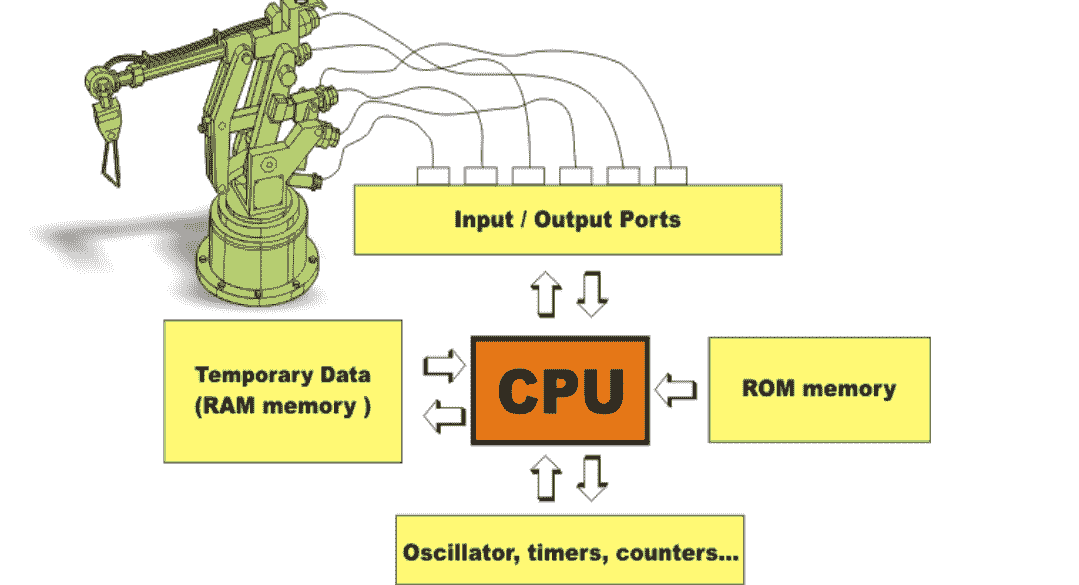 Input / Output Ports
Temporary Data
(RAM memory )
CPU
ROM memory
Oscillator, timers, counters...